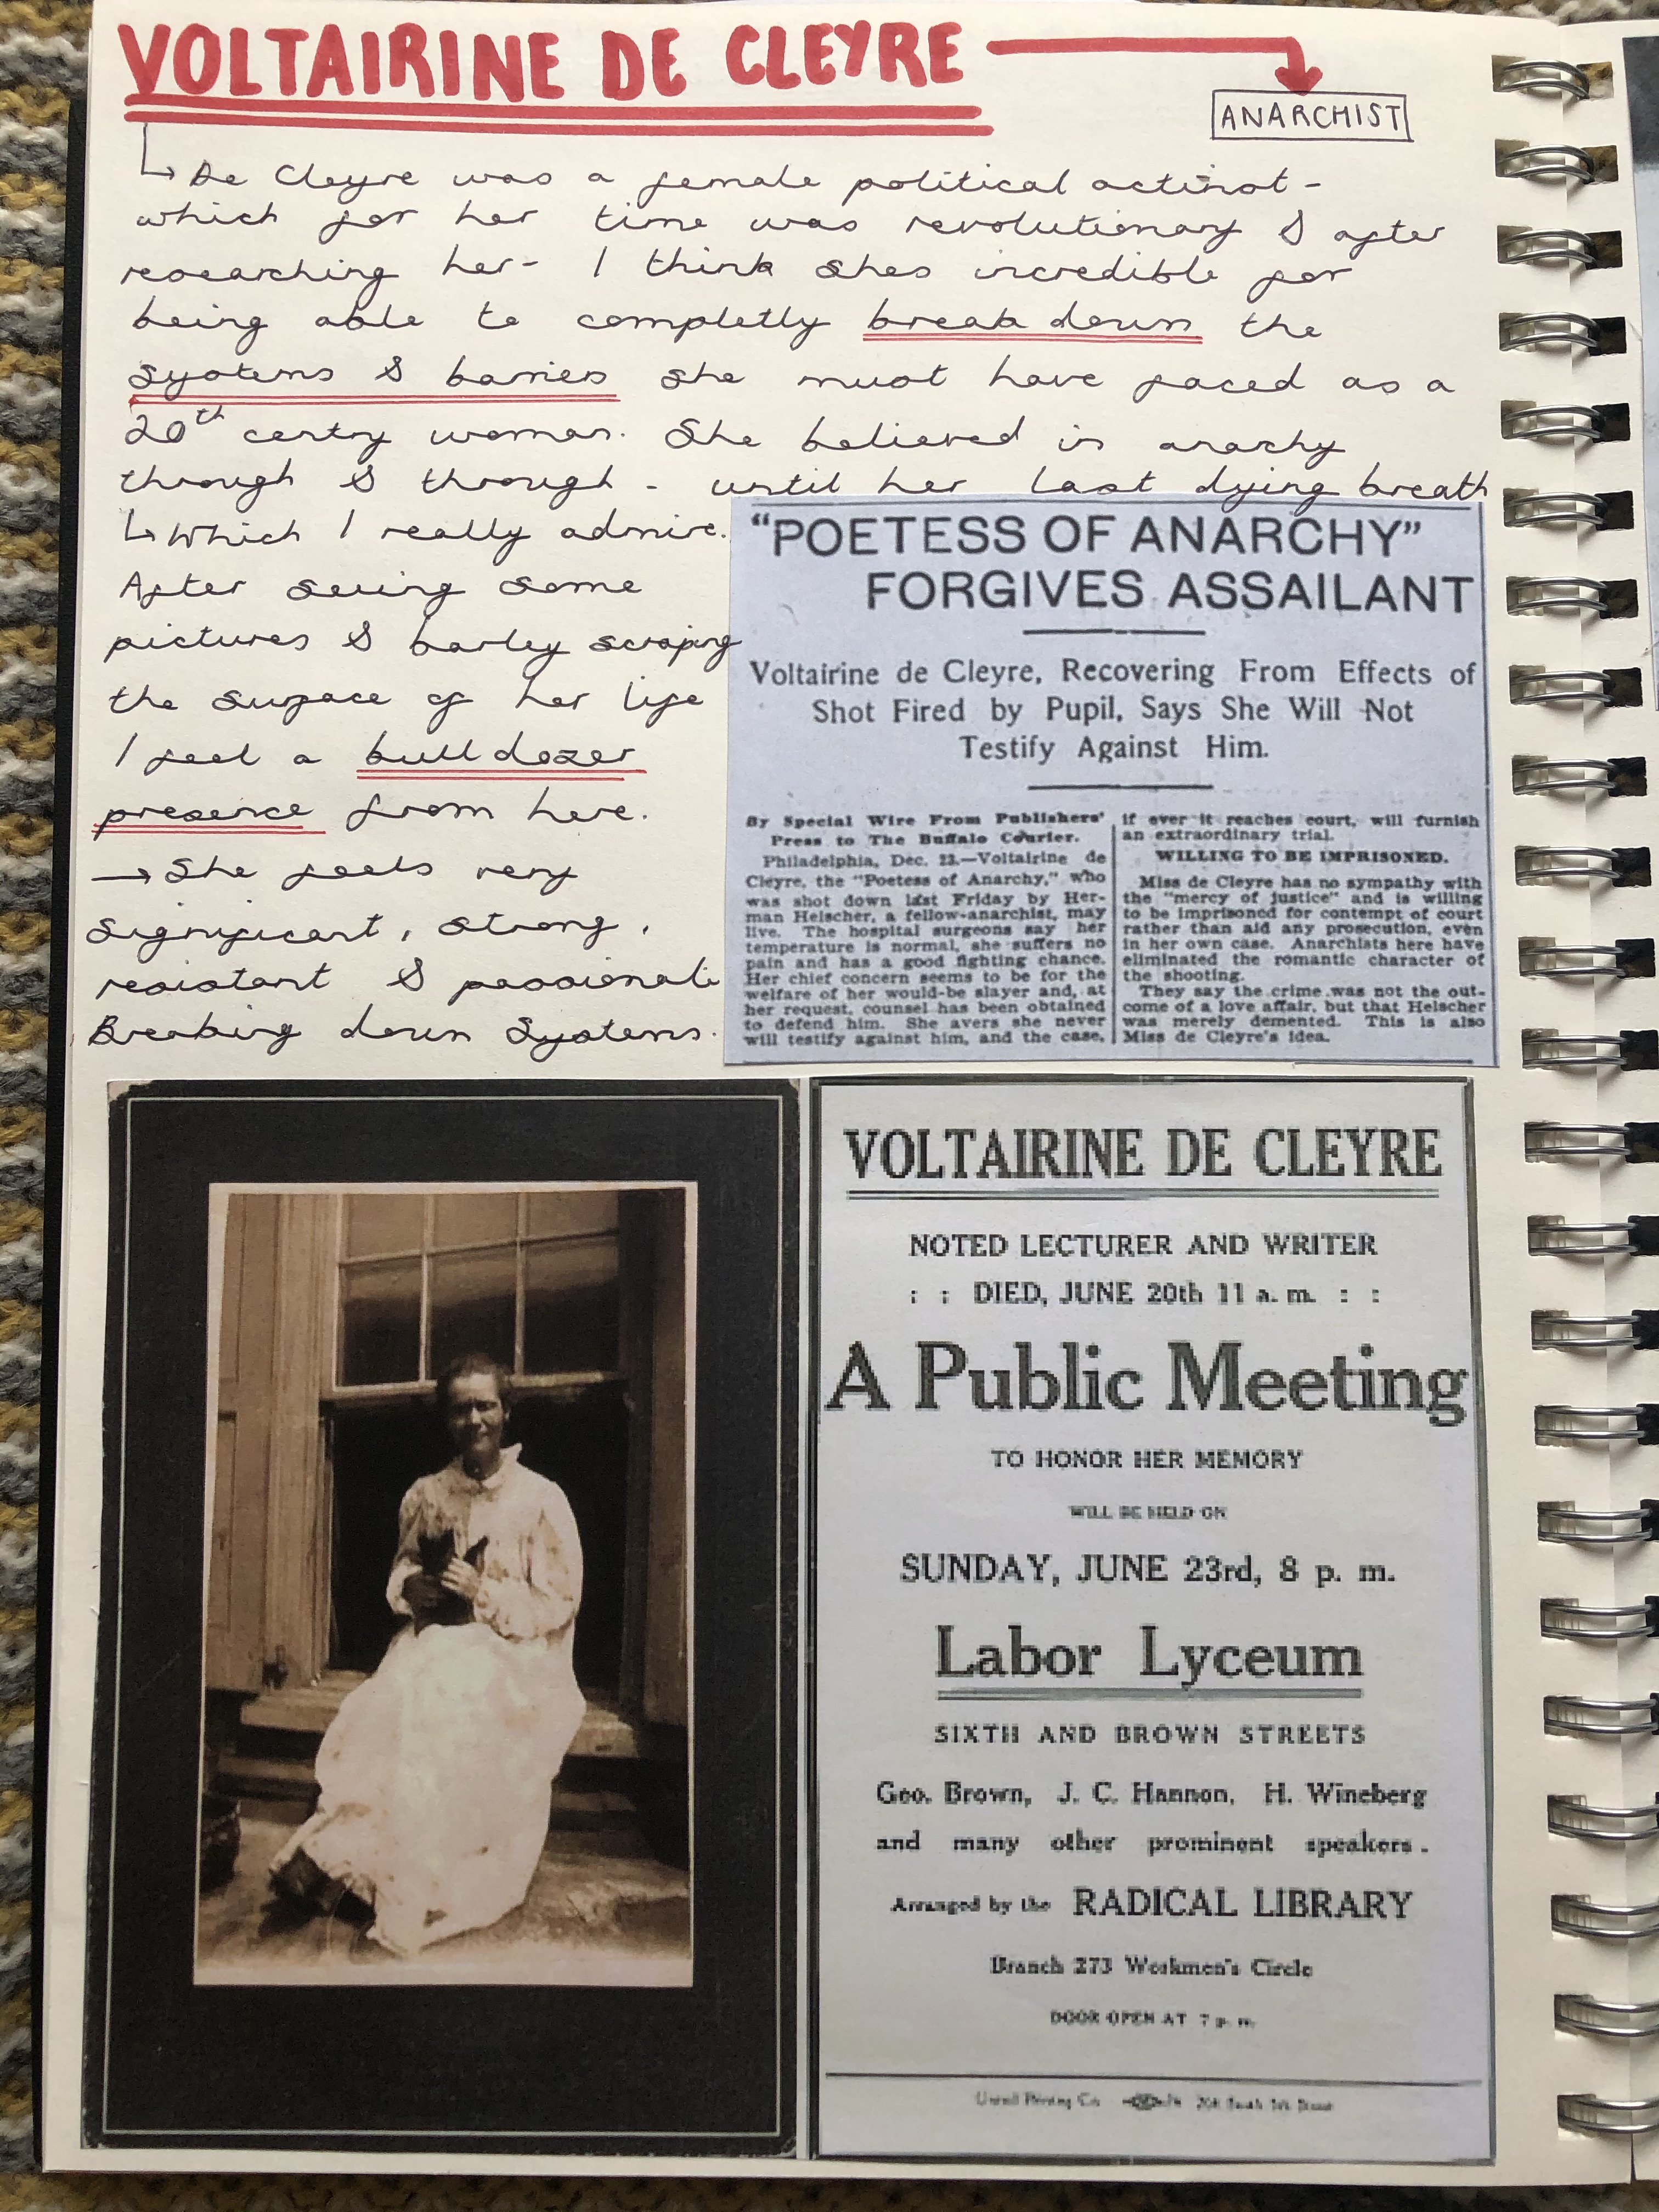 VOLTAIRINE DE CLEYRE
ANARCHIST
De Cleyre was a female political activist -
which for her time was revolutionary & after
researching her - I think shes incredible for
being able to completly break down the
systems & barries she must have faced as a
20th centry woman. She believed in anarchy
through & through - until her last dying breath
Which I really admire.
After seeing some
pictures & barley scraping
the surface of her life
I feel a bulldozer
presence from here.
She feels very
significant, strong,
resistant & passionate
Breaking down systems.
"POETESS OF ANARCHY"
FORGIVES ASSAILANT
Voltairine de Cleyre, Recovering From Effects of
Shot Fired by Pupil, Says She Will Not
Testify Against Him.
By Special Wire From Publishers'
Press to The Buffalo Courier.
Philadelphia, Dec. 23.—Voltairine de
Cleyre, the "Poetess of Anarchy," who
was shot down last Friday by Her-
man Helscher, a fellow-anarchist, may
live. The hospital surgeons say her
temperature is normal, she suffers no
pain and has a good fighting chance.
Her chief concern seems to be for the
welfare of her would-be slayer and, at
her request, counsel has been obtained
to defend him. She avers she never
will testify against him, and the case,
if ever it reaches court, will furnish
an extraordinary trial.
WILLING TO BE IMPRISONED.
Miss de Cleyre has no sympathy with
the "mercy of justice" and is willing
to be imprisoned for contempt of court
rather than aid any prosecution, even
in her own case. Anarchists here have
eliminated the romantic character of
the shooting.
They say the crime was not the out-
come of a love affair, but that Helscher
was merely demented. This is also
Miss de Cleyre's idea.
VOLTAIRINE DE CLEYRE
NOTED LECTURER AND WRITER
: : DIED, JUNE 20th 11 a. m. : :
A Public Meeting
TO HONOR HER MEMORY
WILL BE HELD ON
SUNDAY, JUNE 23rd, 8 p. m.
Labor Lyceum
SIXTH AND BROWN STREETS
Geo. Brown, J. C. Hannon, H. Wineberg
and many other prominent speakers.
Arranged by the RADICAL LIBRARY
Branch 273 Workmen's Circle
DOOR OPEN AT 7 p. m.
Printing Co.